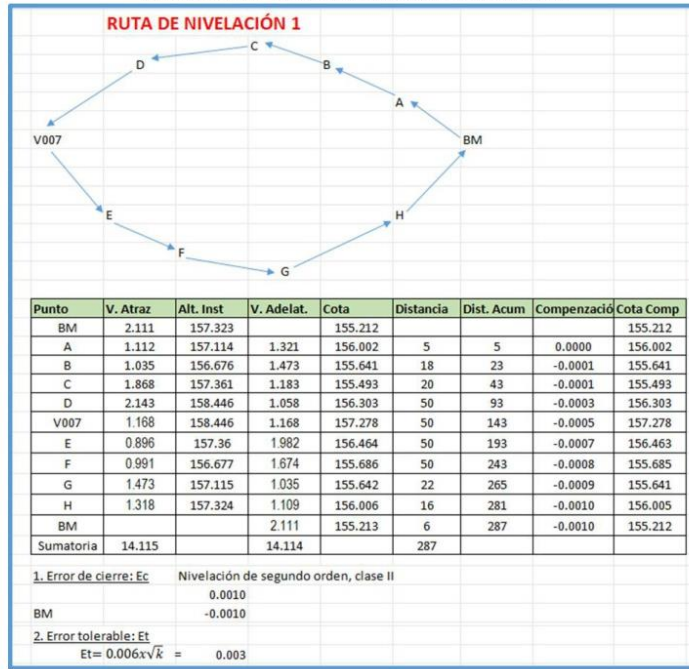 RUTA DE NIVELACIÓN 1
C
D
B
A
V007
BM
E
H
F
G
Punto V. Atraz Alt. Inst V. Adelat. Cota Distancia Dist. Acum Compenzació Cota Comp
BM 2.111 157.323 155.212 155.212
A 1.112 157.114 1.321 156.002 5 5 0.0000 156.002
B 1.035 156.676 1.473 155.641 18 23 -0.0001 155.641
C 1.868 157.361 1.183 155.493 20 43 -0.0001 155.493
D 2.143 158.446 1.058 156.303 50 93 -0.0003 156.303
V007 1.168 158.446 1.168 157.278 50 143 -0.0005 157.278
E 0.896 157.36 1.982 156.464 50 193 -0.0007 156.463
F 0.991 156.677 1.674 155.686 50 243 -0.0008 155.685
G 1.473 157.115 1.035 155.642 22 265 -0.0009 155.641
H 1.318 157.324 1.109 156.006 16 281 -0.0010 156.005
BM 2.111 155.213 6 287 -0.0010 155.212
Sumatoria 14.115 14.114 287
1. Error de cierre: Ec Nivelación de segundo orden, clase II
0.0010
BM -0.0010
2. Error tolerable: Et
Et= 0.006x√k = 0.003